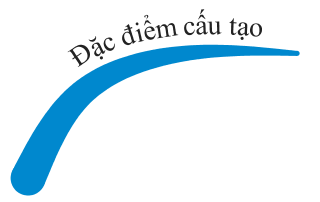 Đặc điểm cấu tạo